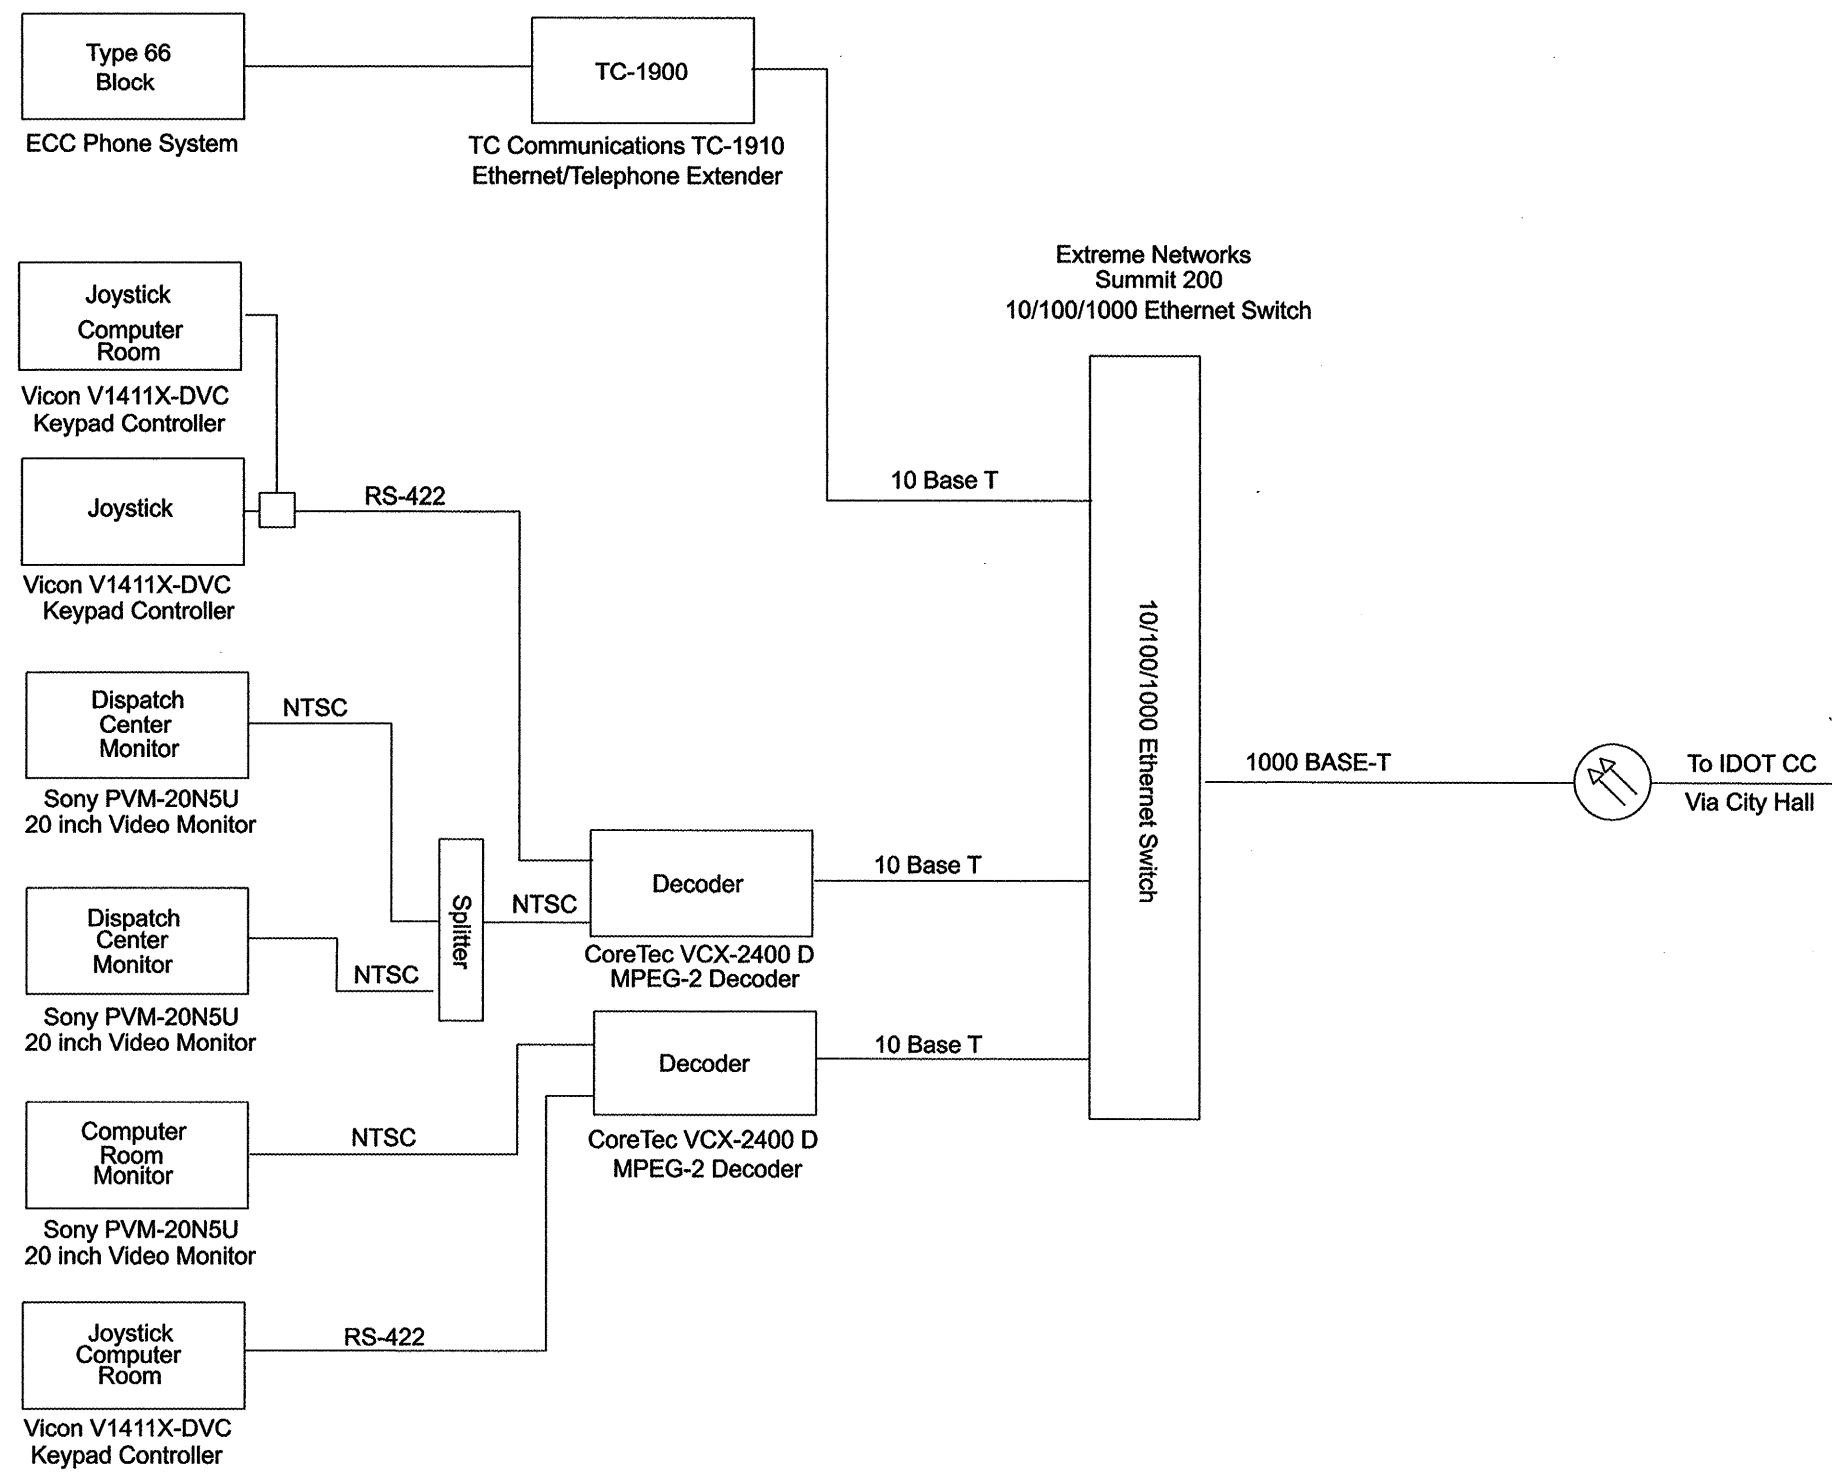 Type 66
Block
ECC Phone System
TC-1900
TC Communications TC-1910
Ethernet/Telephone Extender
Joystick
Computer
Room
Vicon V1411X-DVC
Keypad Controller
Joystick
Vicon V1411X-DVC
Keypad Controller
RS-422
Extreme Networks
Summit 200
10/100/1000 Ethernet Switch
10 Base T
10/100/1000 Ethernet Switch
1000 BASE-T
To IDOT CC
Via City Hall
Dispatch
Center
Monitor
NTSC
Sony PVM-20N5U
20 inch Video Monitor
Dispatch
Center
Monitor
NTSC
Sony PVM-20N5U
20 inch Video Monitor
Splitter
NTSC
Decoder
10 Base T
CoreTec VCX-2400 D
MPEG-2 Decoder
Decoder
10 Base T
CoreTec VCX-2400 D
MPEG-2 Decoder
Computer
Room
Monitor
NTSC
Sony PVM-20N5U
20 inch Video Monitor
Joystick
Computer
Room
RS-422
Vicon V1411X-DVC
Keypad Controller